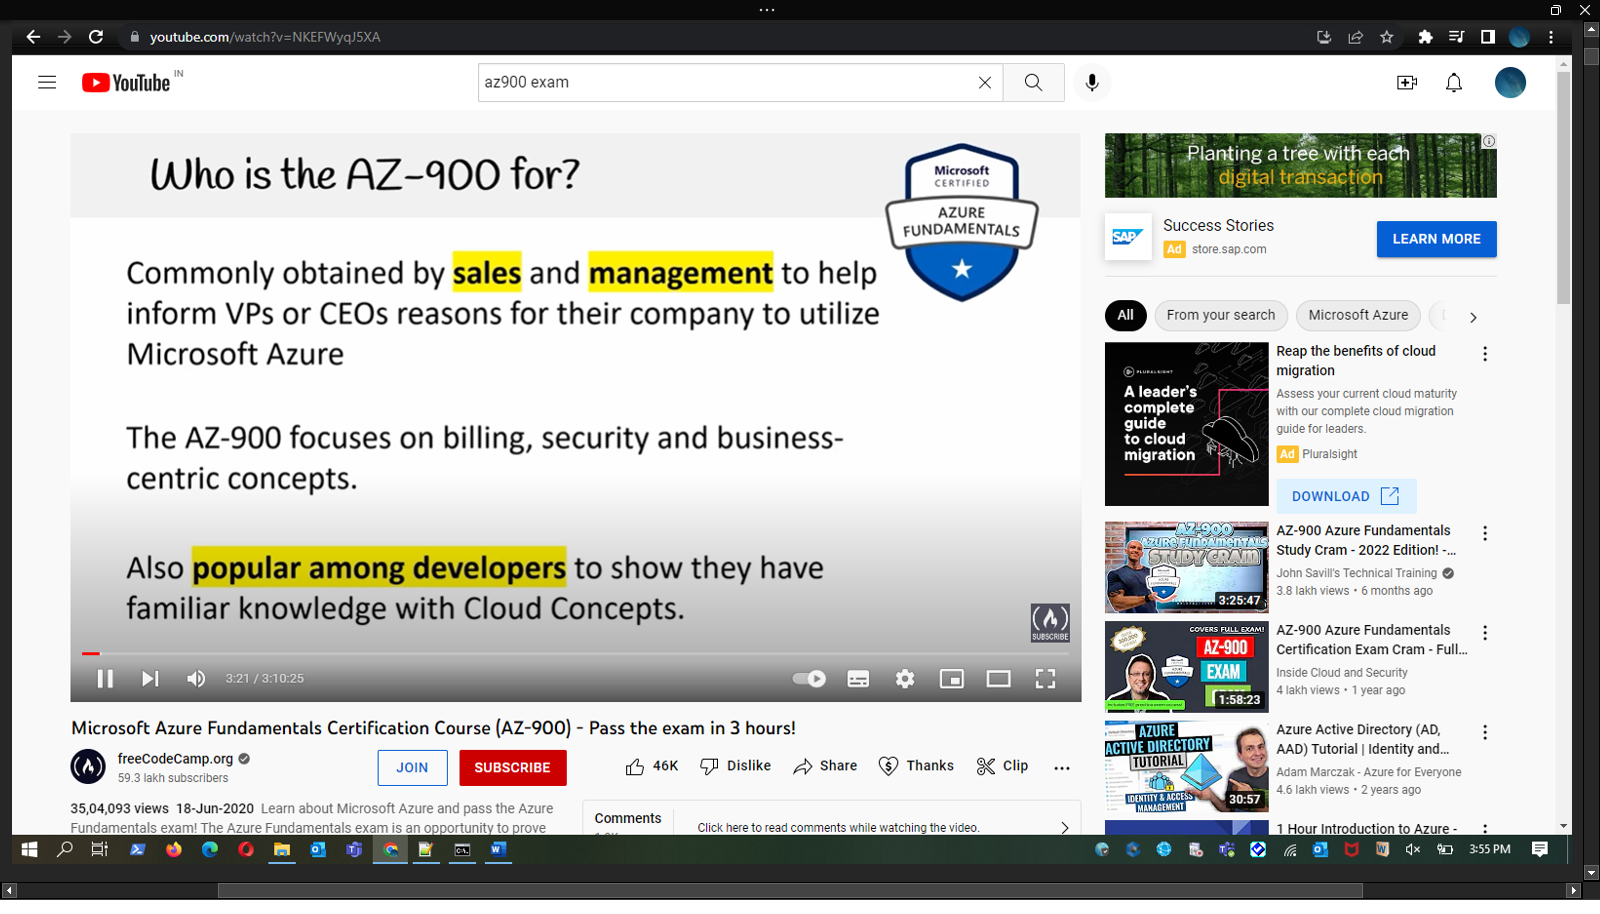 youtube.com/watch?v=NKEFWyqJ5XA
YouTube IN
az900 exam
Who is the AZ-900 for?
Microsoft
CERTIFIED
AZURE
FUNDAMENTALS
Commonly obtained by sales and management to help
inform VPs or CEOs reasons for their company to utilize
Microsoft Azure
The AZ-900 focuses on billing, security and business-
centric concepts.
Also popular among developers to show they have
familiar knowledge with Cloud Concepts.
SUBSCRIBE
3:21 / 3:10:25
Microsoft Azure Fundamentals Certification Course (AZ-900) - Pass the exam in 3 hours!
freeCodeCamp.org
59.3 lakh subscribers
JOIN
SUBSCRIBE
46K
Dislike
Share
Thanks
Clip
35,04,093 views 18-Jun-2020 Learn about Microsoft Azure and pass the Azure
Fundamentals exam! The Azure Fundamentals exam is an opportunity to prove
Comments
Click here to read comments while watching the video.
Planting a tree with each
digital transaction
SAP
Success Stories
Ad store.sap.com
LEARN MORE
All
From your search
Microsoft Azure
PLURALSIGHT
A leader's
complete
guide
to cloud
migration
Reap the benefits of cloud
migration
Assess your current cloud maturity
with our complete cloud migration
guide for leaders.
Ad Pluralsight
DOWNLOAD
AZ-900
AZURE FUNDAMENTALS
STUDY CRAM
3:25:47
AZ-900 Azure Fundamentals
Study Cram - 2022 Edition! -...
John Savill's Technical Training
3.8 lakh views • 6 months ago
COVERS FULL EXAM!
AZ-900
EXAM
1:58:23
AZ-900 Azure Fundamentals
Certification Exam Cram - Full...
Inside Cloud and Security
4 lakh views • 1 year ago
AZURE
ACTIVE DIRECTORY
TUTORIAL
IDENTITY & ACCESS
MANAGEMENT
30:57
Azure Active Directory (AD,
AAD) Tutorial | Identity and...
Adam Marczak - Azure for Everyone
4.6 lakh views • 2 years ago
1 Hour Introduction to Azure -
3:55 PM